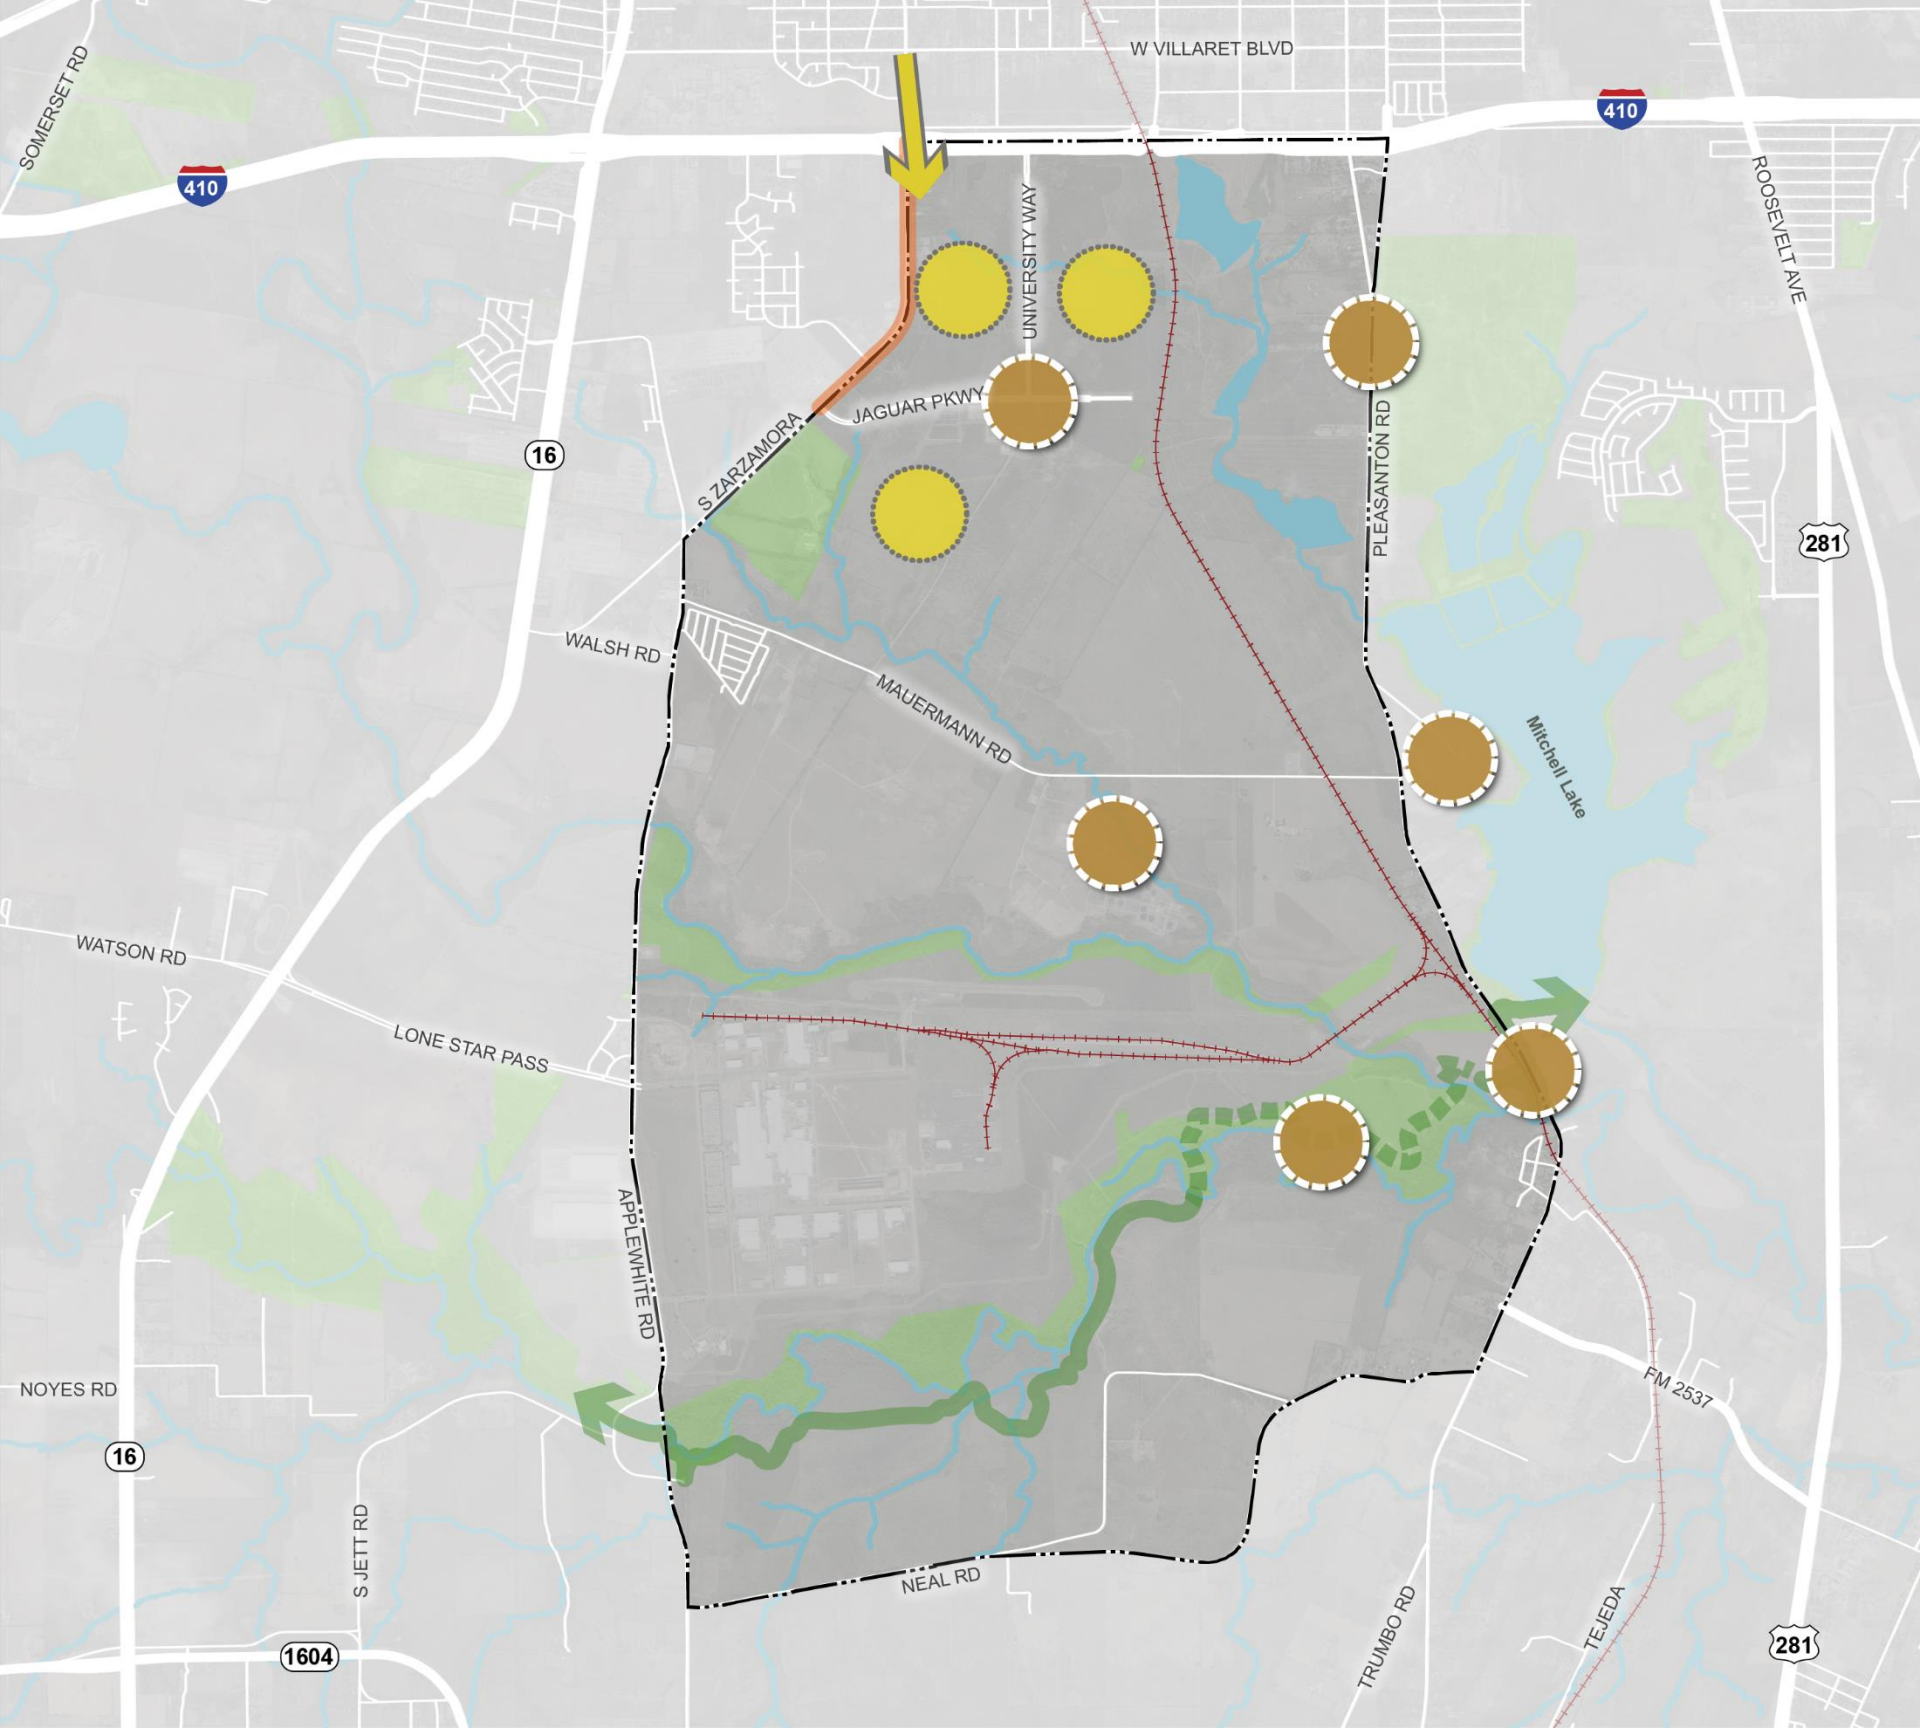 W VILLARET BLVD
SOMERSET RD
410
410
ROOSEVELT AVE
UNIVERSITY WAY
JAGUAR PKWY
S ZARZAMORA
PLEASANTON RD
16
281
WALSH RD
MAUERMANN RD
Mitchell Lake
WATSON RD
LONE STAR PASS
APPLEWHITE RD
NOYES RD
FM 2537
16
S JETT RD
NEAL RD
TRUMBO RD
TEJEDA
1604
281